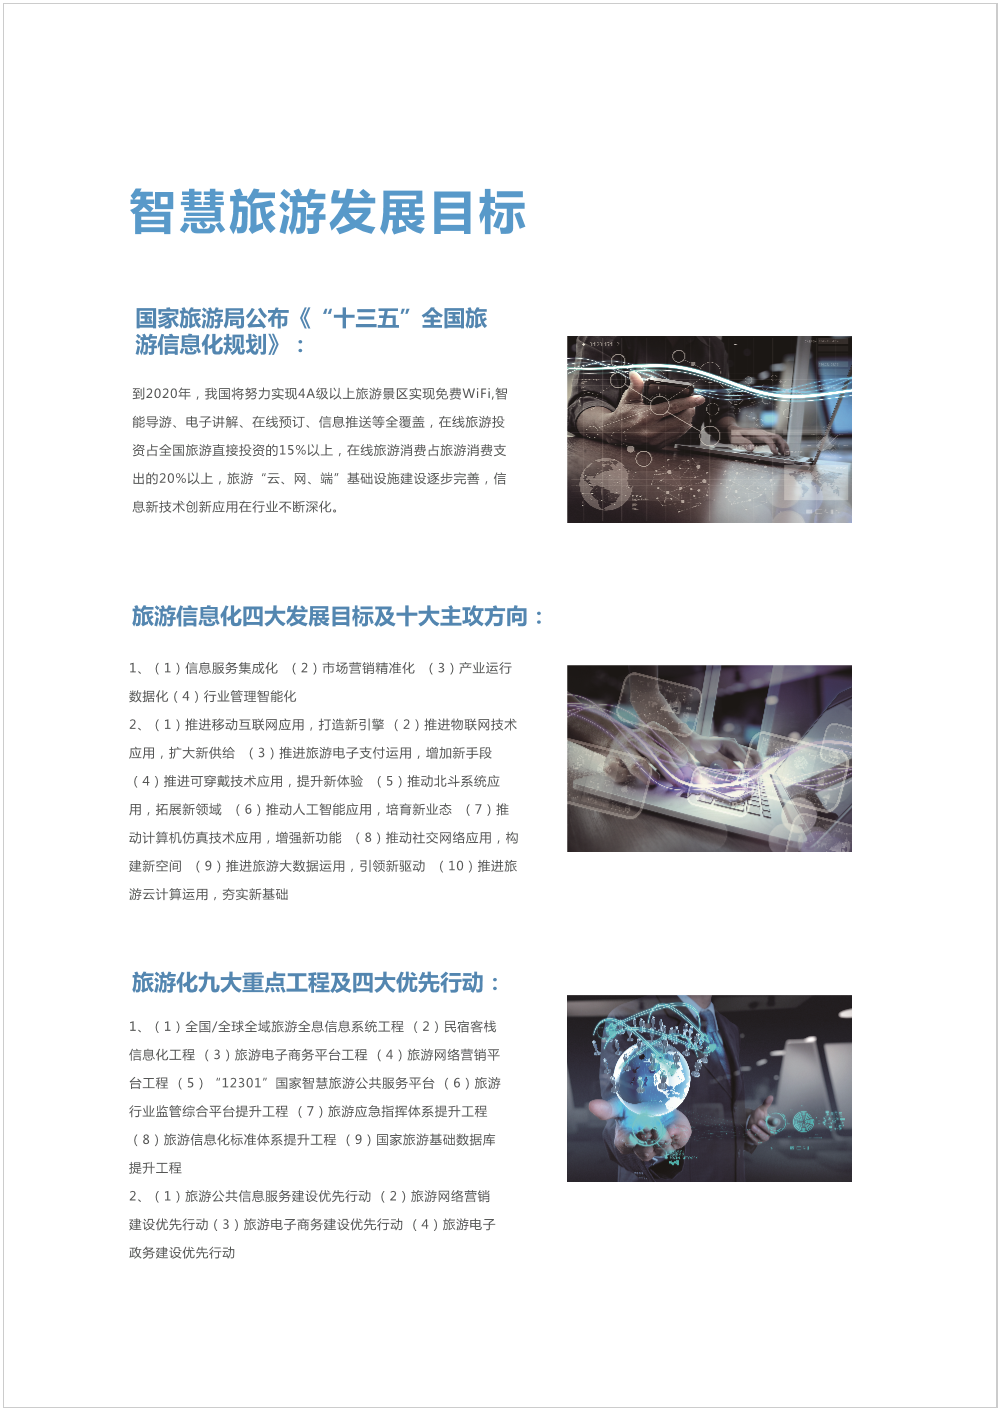 智慧旅游发展目标
国家旅游局公布《“十三五”全国旅
游信息化规划》：
到2020年，我国将努力实现4A级以上旅游景区实现免费WiFi,智
能导游、电子讲解、在线预订、信息推送等全覆盖，在线旅游投
资占全国旅游直接投资的15%以上，在线旅游消费占旅游消费支
出的20%以上，旅游“云、网、端”基础设施建设逐步完善，信
息新技术创新应用在行业不断深化。
旅游信息化四大发展目标及十大主攻方向：
1、（1）信息服务集成化 （2）市场营销精准化 （3）产业运行
数据化（4）行业管理智能化
2、（1）推进移动互联网应用，打造新引擎 （2）推进物联网技术
应用，扩大新供给 （3）推进旅游电子支付运用，增加新手段
（4）推进可穿戴技术应用，提升新体验 （5）推动北斗系统应
用，拓展新领域 （6）推动人工智能应用，培育新业态 （7）推
动计算机仿真技术应用，增强新功能 （8）推动社交网络应用，构
建新空间 （9）推进旅游大数据运用，引领新驱动 （10）推进旅
游云计算运用，夯实新基础
旅游化九大重点工程及四大优先行动：
1、（1）全国/全球全域旅游全息信息系统工程 （2）民宿客栈
信息化工程 （3）旅游电子商务平台工程 （4）旅游网络营销平
台工程 （5）“12301”国家智慧旅游公共服务平台 （6）旅游
行业监管综合平台提升工程 （7）旅游应急指挥体系提升工程
（8）旅游信息化标准体系提升工程 （9）国家旅游基础数据库
提升工程
2、（1）旅游公共信息服务建设优先行动 （2）旅游网络营销
建设优先行动（3）旅游电子商务建设优先行动 （4）旅游电子
政务建设优先行动